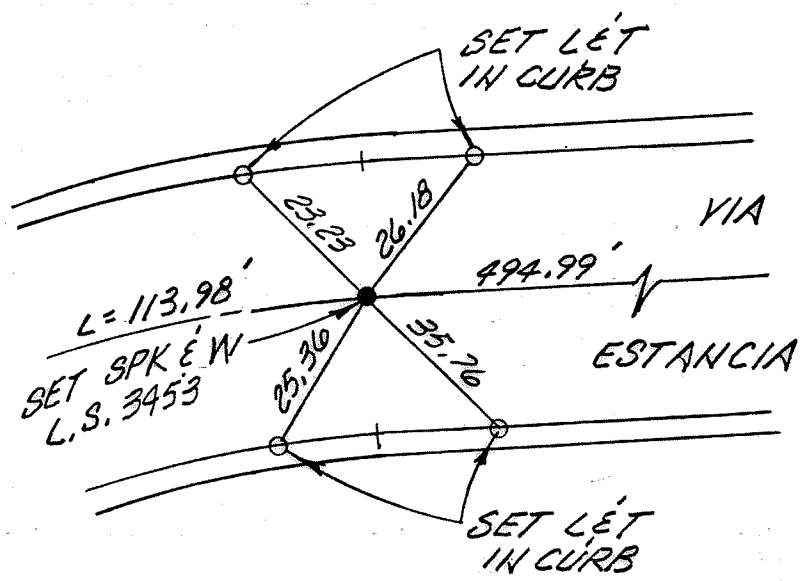 SET L&T
IN CURB
23.23
26.18
VIA
494.99'
L=113.98'
SET SPK & W
L.S. 3453
25.36
35.76
ESTANCIA
SET L&T
IN CURB